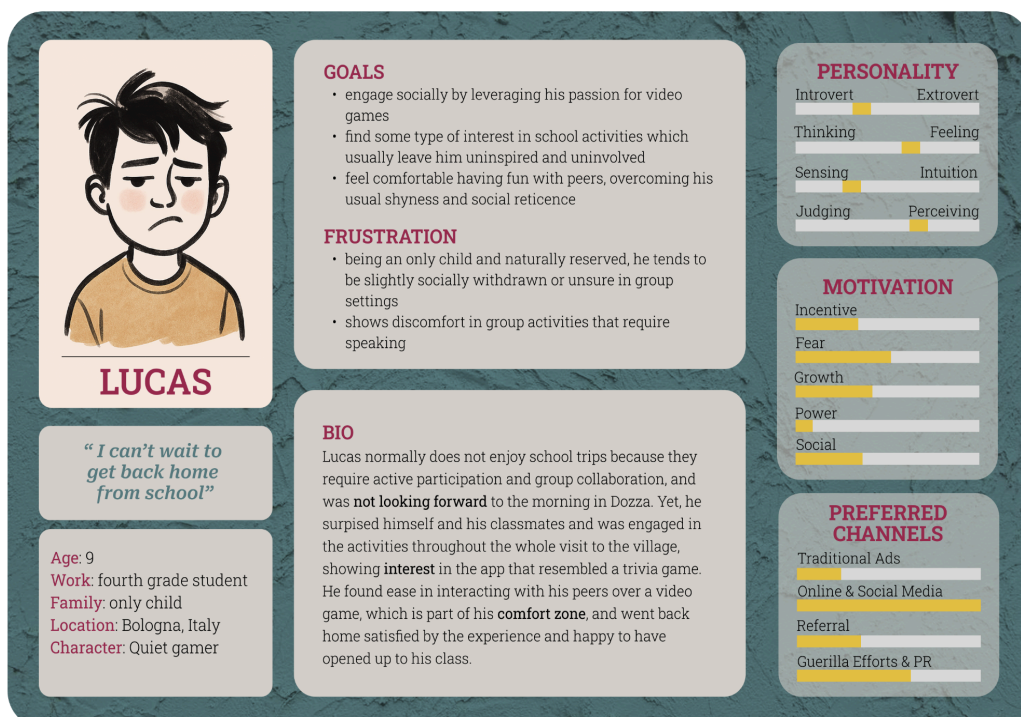 LUCAS
“ I can’t wait to
get back home
from school”
Age: 9
Work: fourth grade student
Family: only child
Location: Bologna, Italy
Character: Quiet gamer
GOALS
• engage socially by leveraging his passion for video
games
• find some type of interest in school activities which
usually leave him uninspired and uninvolved
• feel comfortable having fun with peers, overcoming his
usual shyness and social reticence
FRUSTRATION
• being an only child and naturally reserved, he tends to
be slightly socially withdrawn or unsure in group
settings
• shows discomfort in group activities that require
speaking
BIO
Lucas normally does not enjoy school trips because they
require active participation and group collaboration, and
was not looking forward to the morning in Dozza. Yet, he
surpised himself and his classmates and was engaged in
the activities throughout the whole visit to the village,
showing interest in the app that resembled a trivia game.
He found ease in interacting with his peers over a video
game, which is part of his comfort zone, and went back
home satisfied by the experience and happy to have
opened up to his class.
PERSONALITY
Introvert Extrovert
Thinking Feeling
Sensing Intuition
Judging Perceiving
MOTIVATION
Incentive
Fear
Growth
Power
Social
PREFERRED
CHANNELS
Traditional Ads
Online & Social Media
Referral
Guerilla Efforts & PR